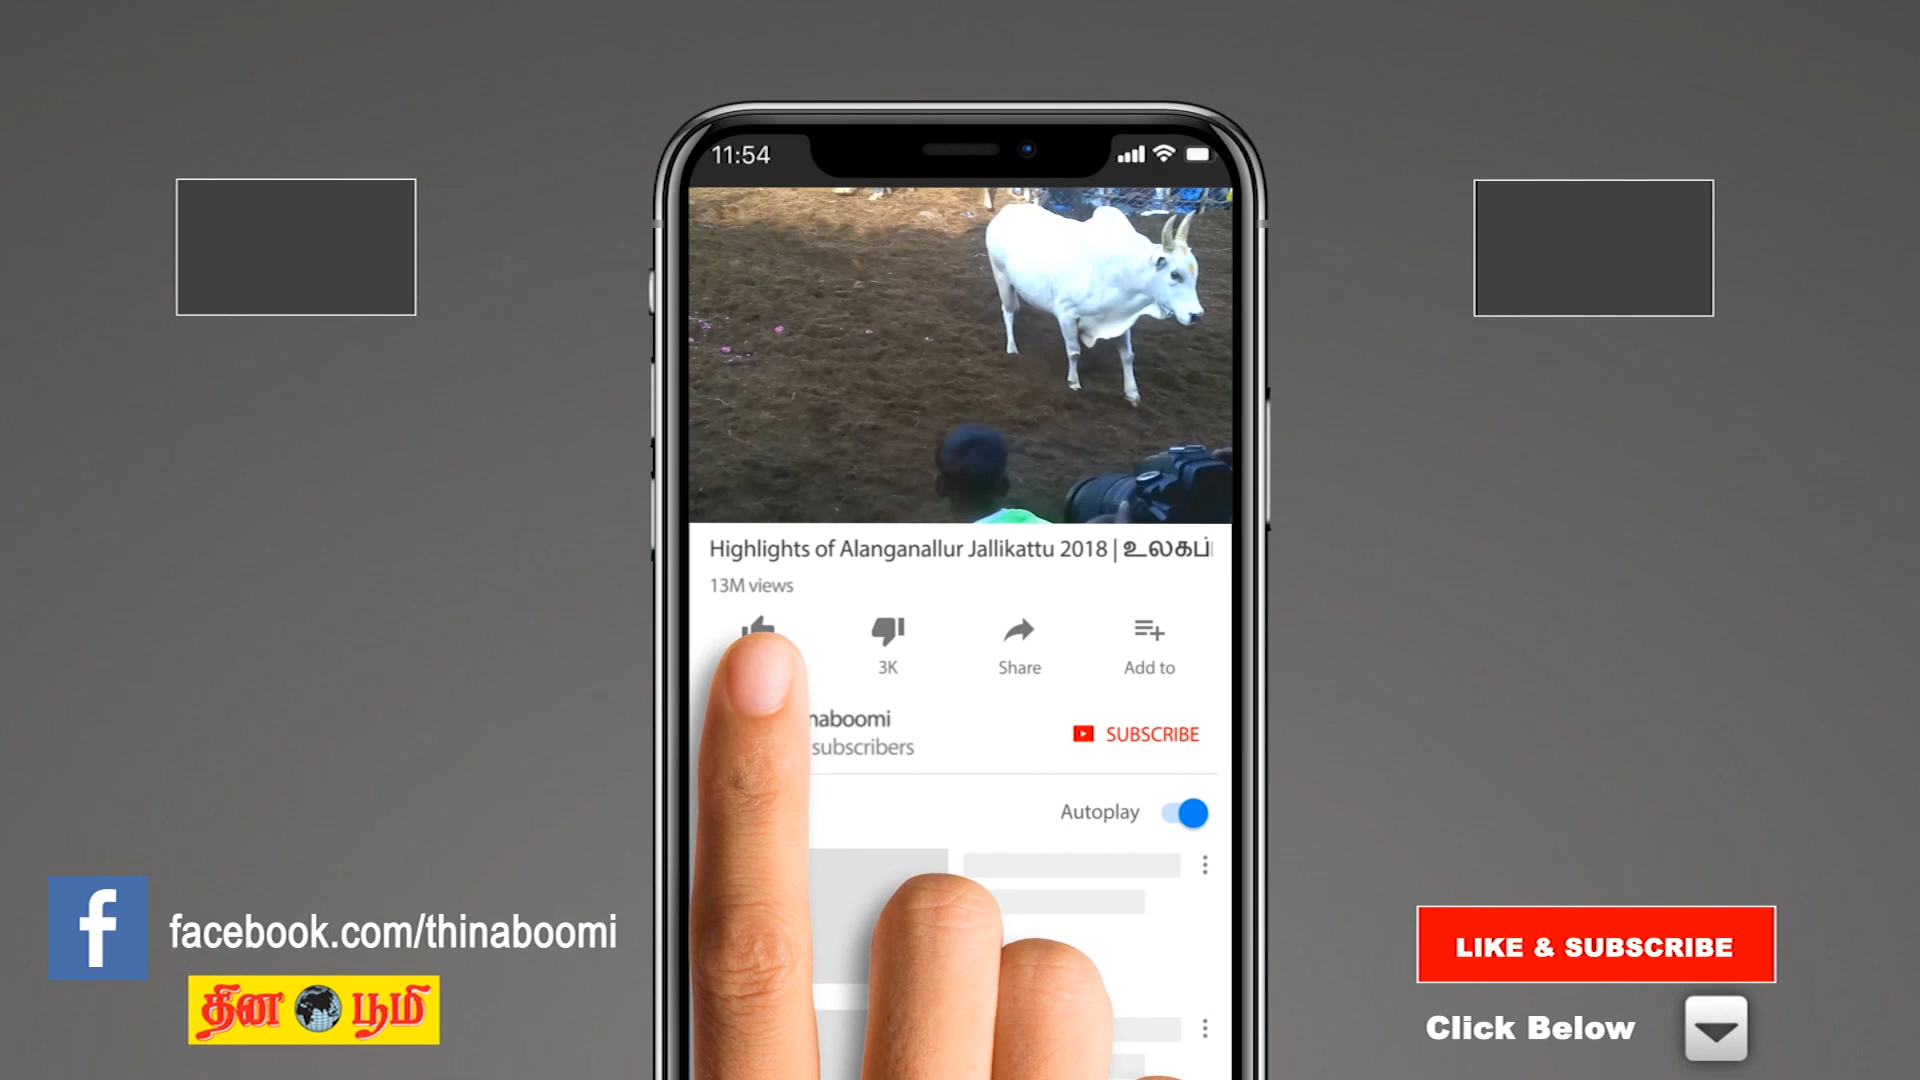 11:54
Highlights of Alanganallur Jallikattu 2018 | உலகப்
13M views
3K
Share
Add to
naboomi
SUBSCRIBE
subscribers
Autoplay
f
facebook.com/thinaboomi
தின பூமி
LIKE & SUBSCRIBE
Click Below